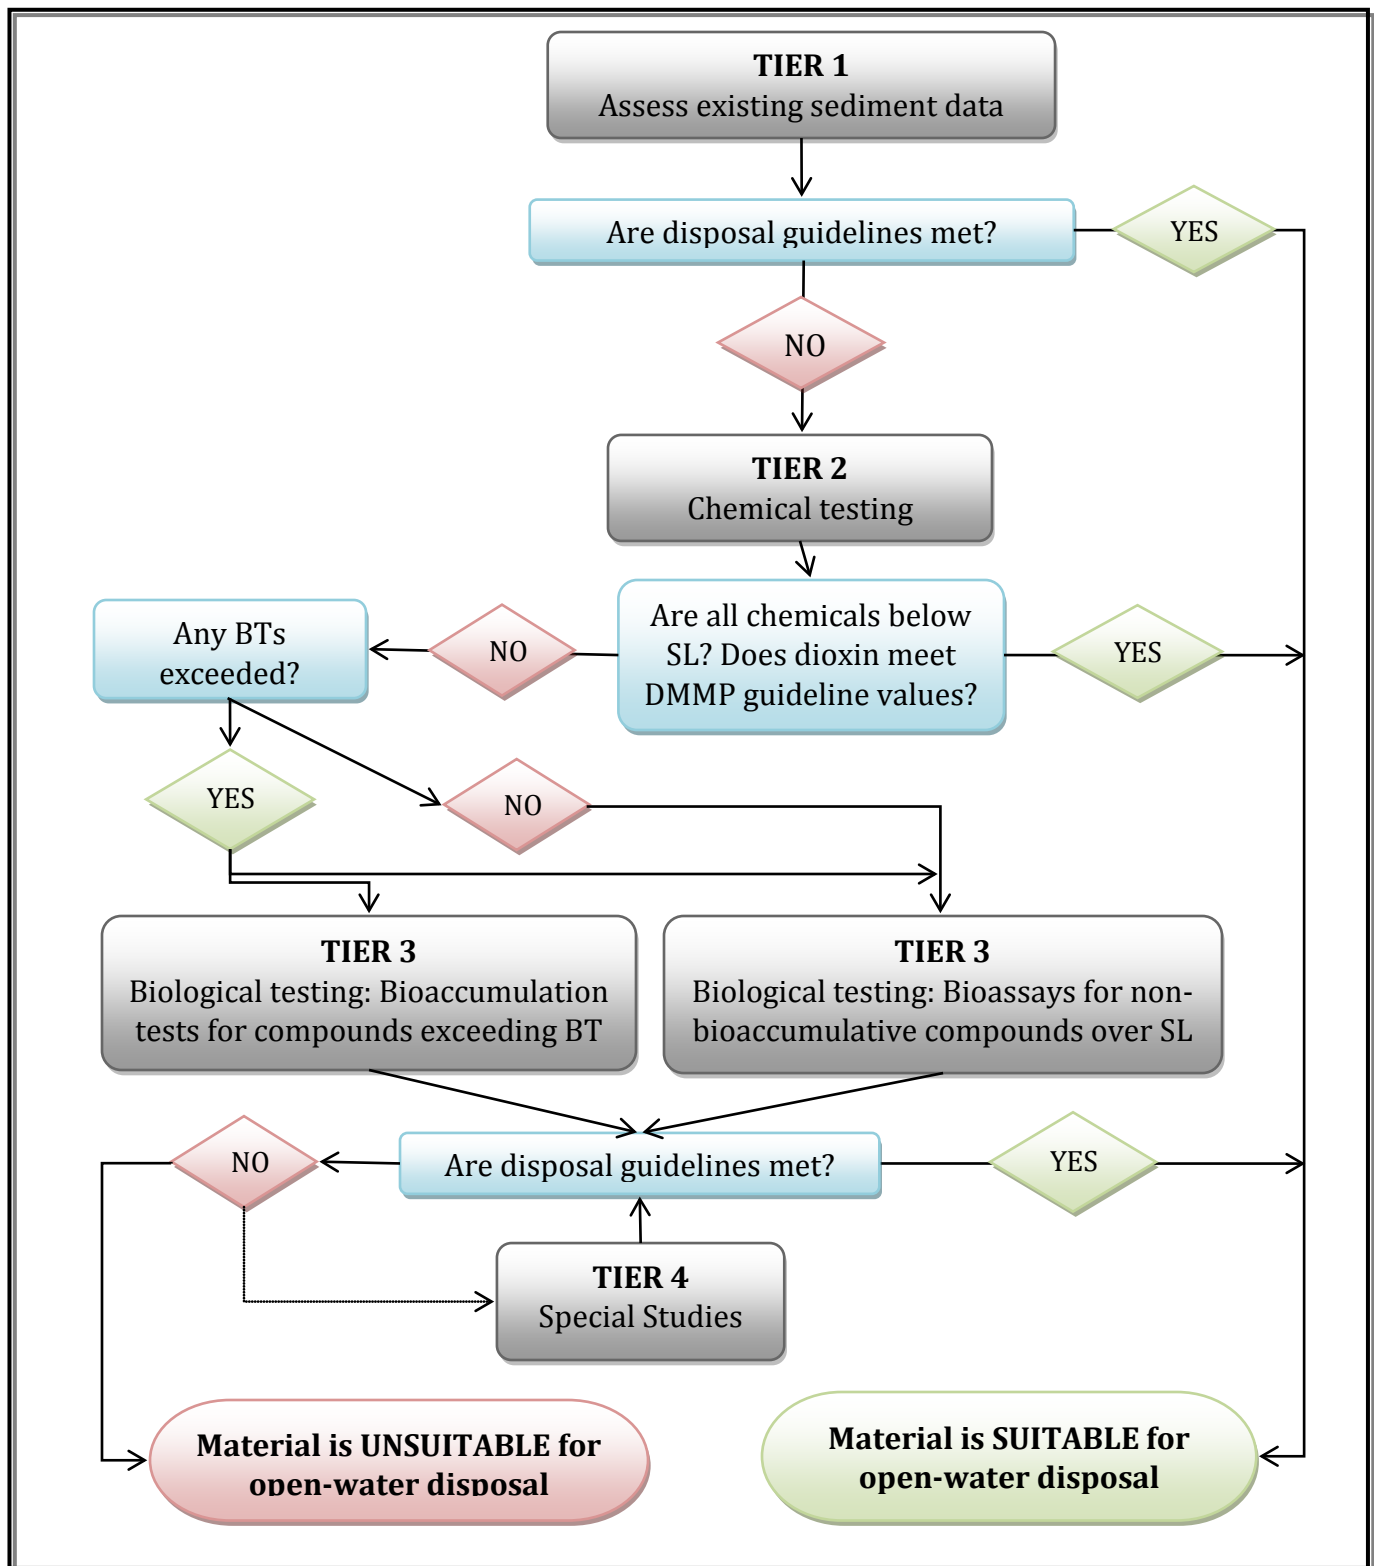 TIER 1
Assess existing sediment data
Are disposal guidelines met?
YES
NO
TIER 2
Chemical testing
Any BTs
exceeded?
NO
Are all chemicals below
SL? Does dioxin meet
DMMP guideline values?
YES
YES
NO
TIER 3
Biological testing: Bioaccumulation
tests for compounds exceeding BT
TIER 3
Biological testing: Bioassays for non-
bioaccumulative compounds over SL
NO
Are disposal guidelines met?
YES
TIER 4
Special Studies
Material is UNSUITABLE for
open-water disposal
Material is SUITABLE for
open-water disposal